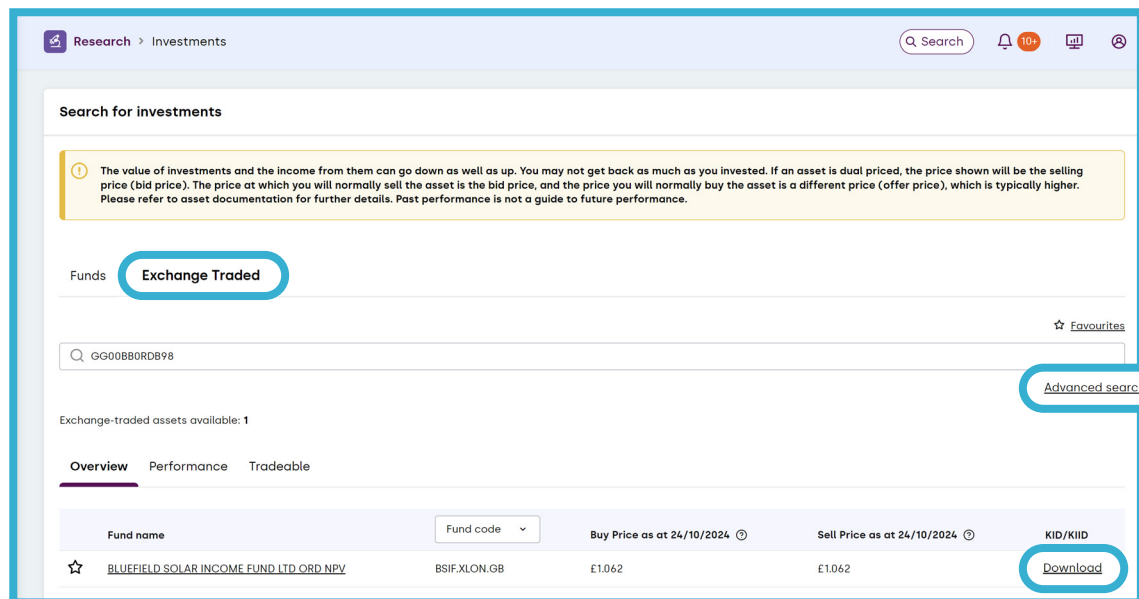 Research > Investments
Search
10+
Search for investments
The value of investments and the income from them can go down as well as up. You may not get back as much as you invested. If an asset is dual priced, the price shown will be the selling
price (bid price). The price at which you will normally sell the asset is the bid price, and the price you will normally buy the asset is a different price (offer price), which is typically higher.
Please refer to asset documentation for further details. Past performance is not a guide to future performance.
Funds Exchange Traded
Favourites
GG00BB0RDB98
Advanced searc
Exchange-traded assets available: 1
Overview Performance Tradeable
Fund name Fund code Buy Price as at 24/10/2024 Sell Price as at 24/10/2024 KID/KIID
BLUEFIELD SOLAR INCOME FUND LTD ORD NPV BSIF.XLON.GB £1.062 £1.062 Download